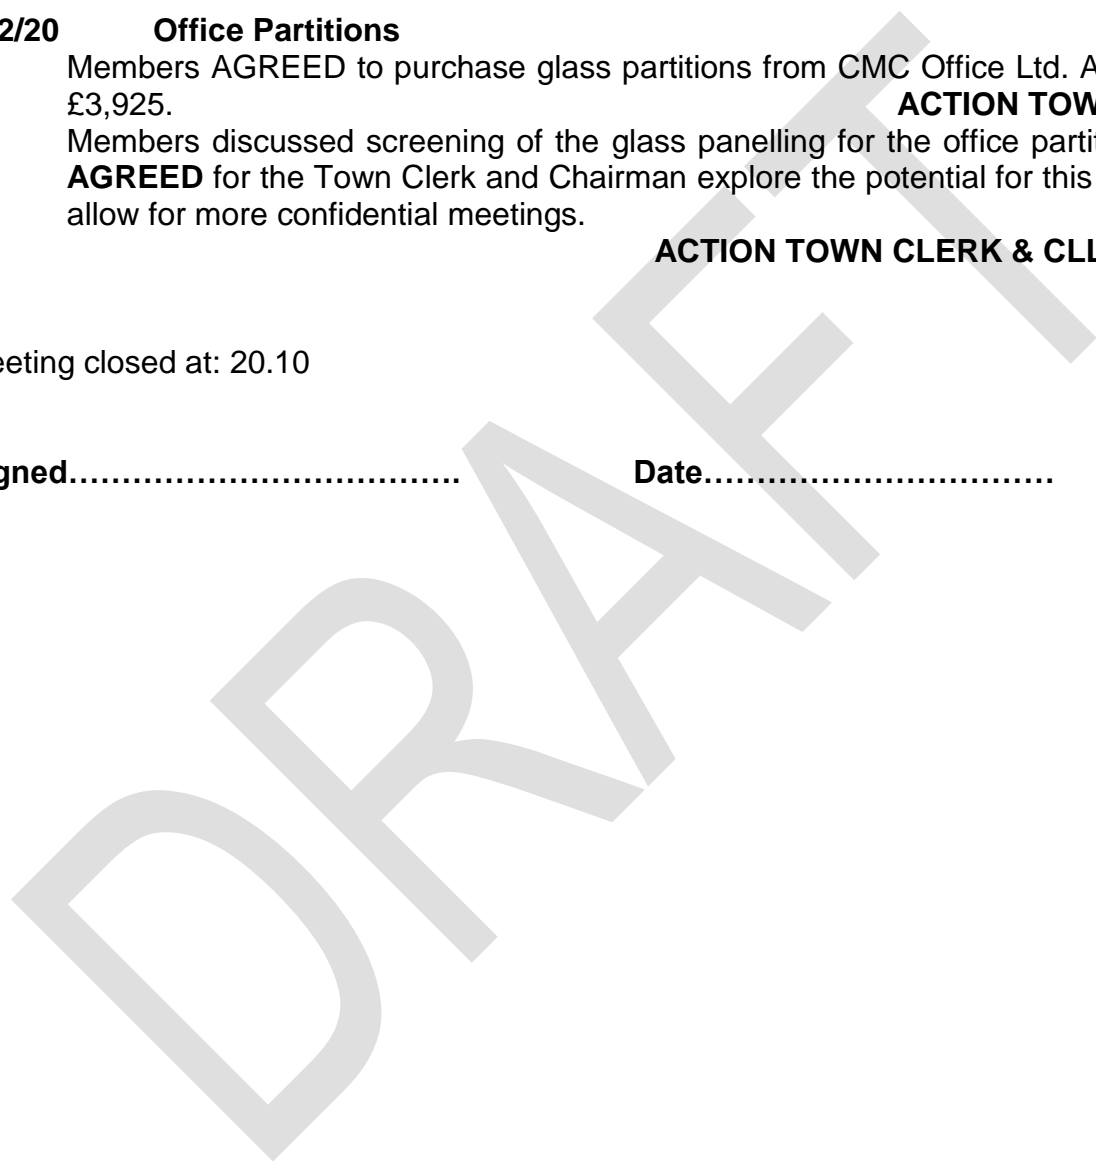 2/20 Office Partitions
Members AGREED to purchase glass partitions from CMC Office Ltd. A
£3,925. ACTION TOW
Members discussed screening of the glass panelling for the office parti
AGREED for the Town Clerk and Chairman explore the potential for this
allow for more confidential meetings.
ACTION TOWN CLERK & CLL
eeting closed at: 20.10
gned………………………………. Date……………………………
DRAFT